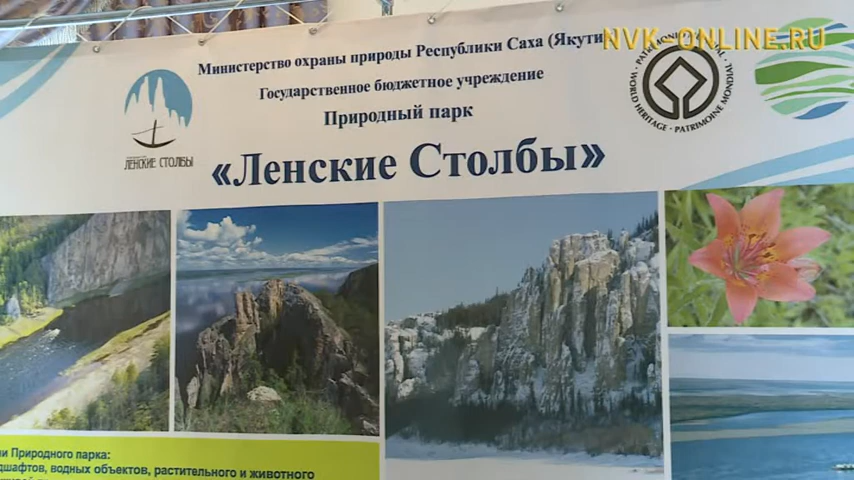 NVK-ONLINE.RU
Министерство охраны природы Республики Саха (Якути
Государственное бюджетное учреждение
Природный парк
«Ленские Столбы»
ЛЕНСКИЕ СТОЛБЫ
WORLD HERITAGE • PATRIMOINE MONDIAL •
и Природного парка:
дшафтов, водных объектов, растительного и животного